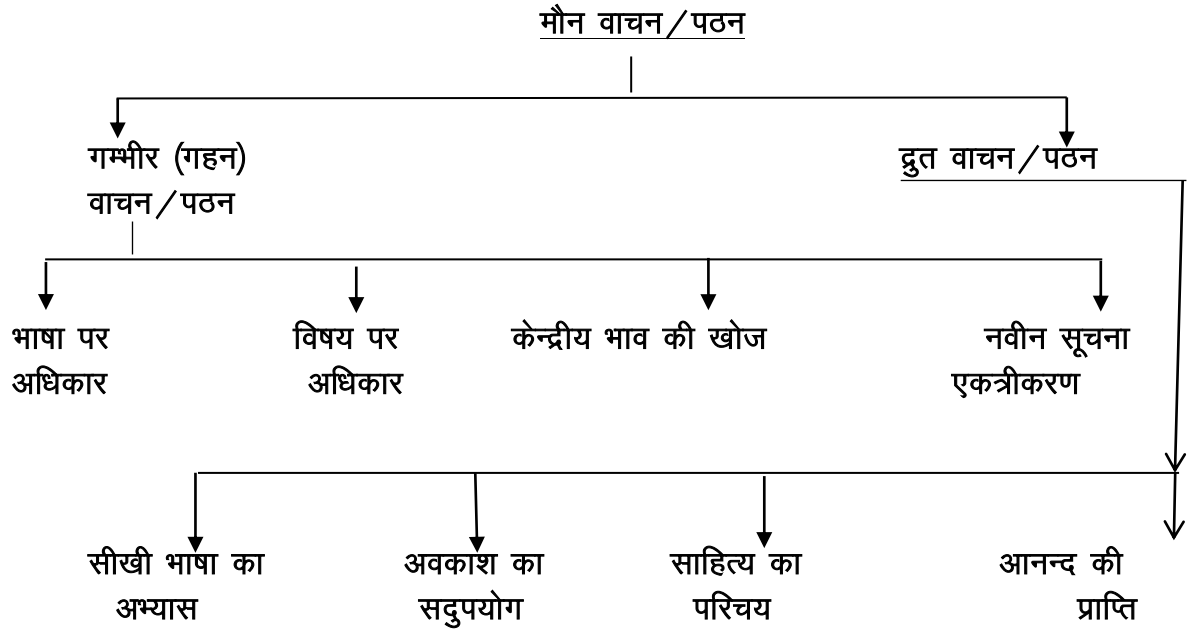 मौन वाचन/पठन
गम्भीर (गहन)
वाचन/पठन
द्रुत वाचन/पठन
भाषा पर
अधिकार
विषय पर
अधिकार
केन्द्रीय भाव की खोज
नवीन सूचना
एकत्रीकरण
सीखी भाषा का
अभ्यास
अवकाश का
सदुपयोग
साहित्य का
परिचय
आनन्द की
प्राप्ति